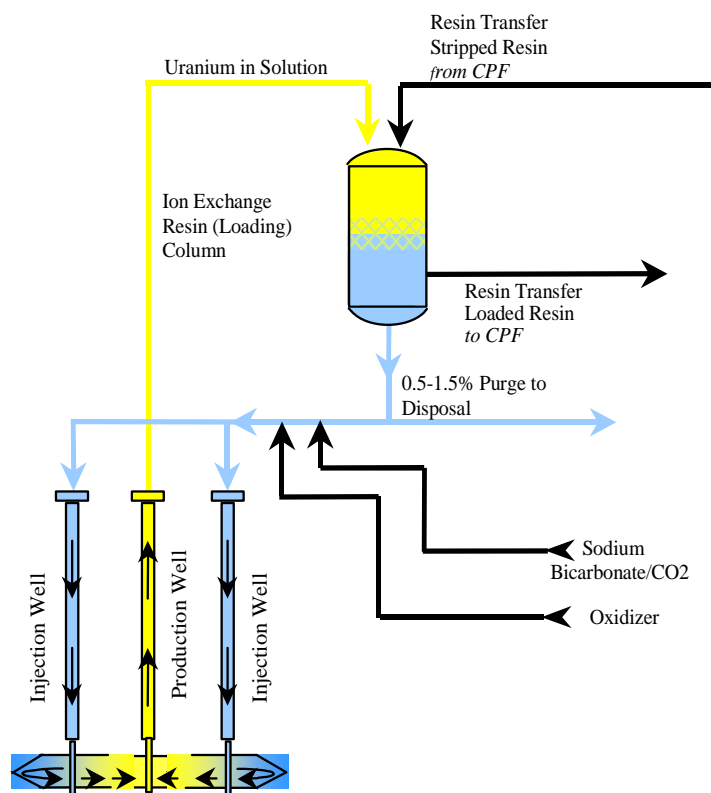 Resin Transfer
Stripped Resin
from CPF
Uranium in Solution
Ion Exchange
Resin (Loading)
Column
Resin Transfer
Loaded Resin
to CPF
0.5-1.5% Purge to
Disposal
Sodium
Bicarbonate/CO2
Oxidizer
Injection Well
Production Well
Injection Well